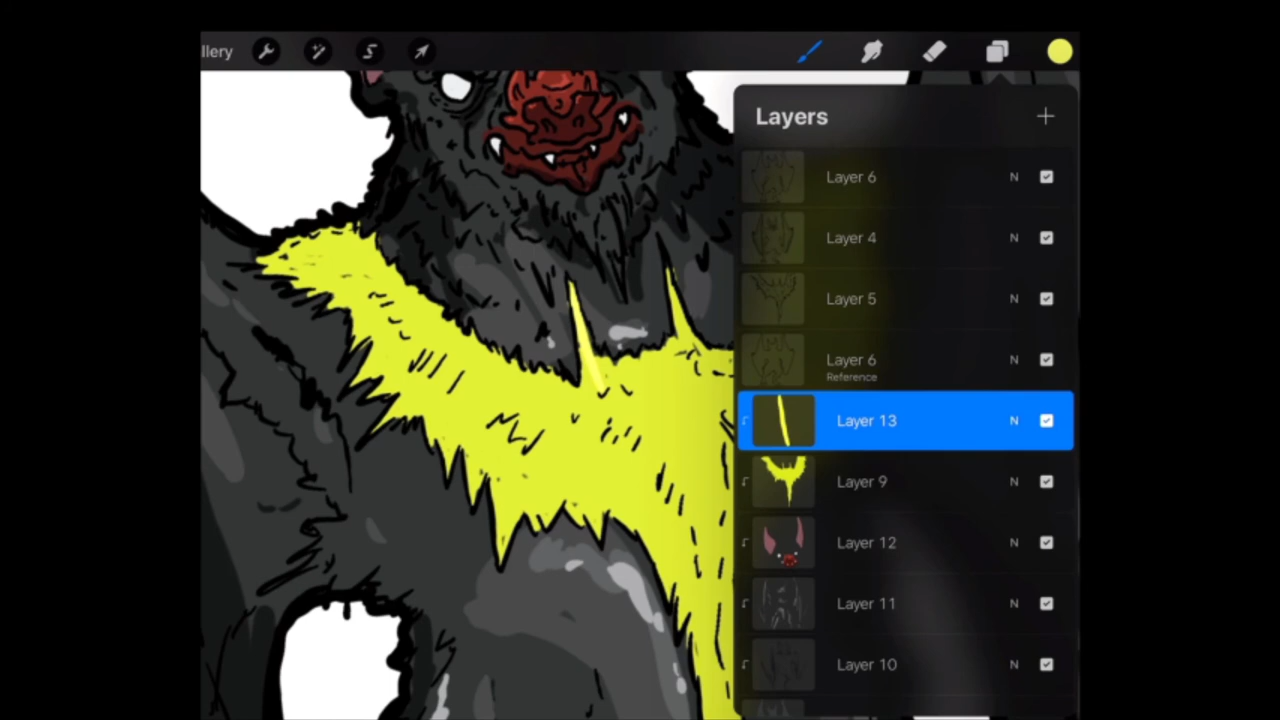 llery
Layers
Layer 6 N
Layer 4 N
Layer 5 N
Layer 6 N
Reference
Layer 13 N
Layer 9 N
Layer 12 N
Layer 11 N
Layer 10 N